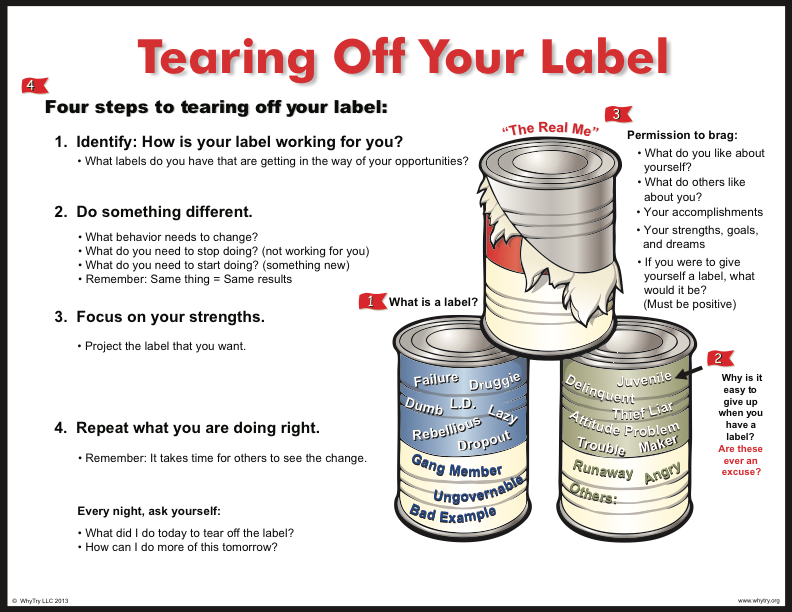 Tearing Off Your Label
4
Four steps to tearing off your label:
1. Identify: How is your label working for you?
• What labels do you have that are getting in the way of your opportunities?
2. Do something different.
• What behavior needs to change?
• What do you need to stop doing? (not working for you)
• What do you need to start doing? (something new)
• Remember: Same thing = Same results
3. Focus on your strengths.
• Project the label that you want.
4. Repeat what you are doing right.
• Remember: It takes time for others to see the change.
Every night, ask yourself:
• What did I do today to tear off the label?
• How can I do more of this tomorrow?
"The Real Me"
3
Permission to brag:
• What do you like about
yourself?
• What do others like
about you?
• Your accomplishments
• Your strengths, goals,
and dreams
• If you were to give
yourself a label, what
would it be?
(Must be positive)
1
What is a label?
Failure Druggie
Dumb L.D. Lazy
Rebellious
Dropout
Gang Member
Ungovernable
Bad Example
Juvenile
Delinquent
Thief Liar
Attitude Problem
Trouble Maker
Runaway Angry
Others:
2
Why is it
easy to
give up
when you
have a
label?
Are these
ever an
excuse?
© WhyTry LLC 2013
www.whytry.org